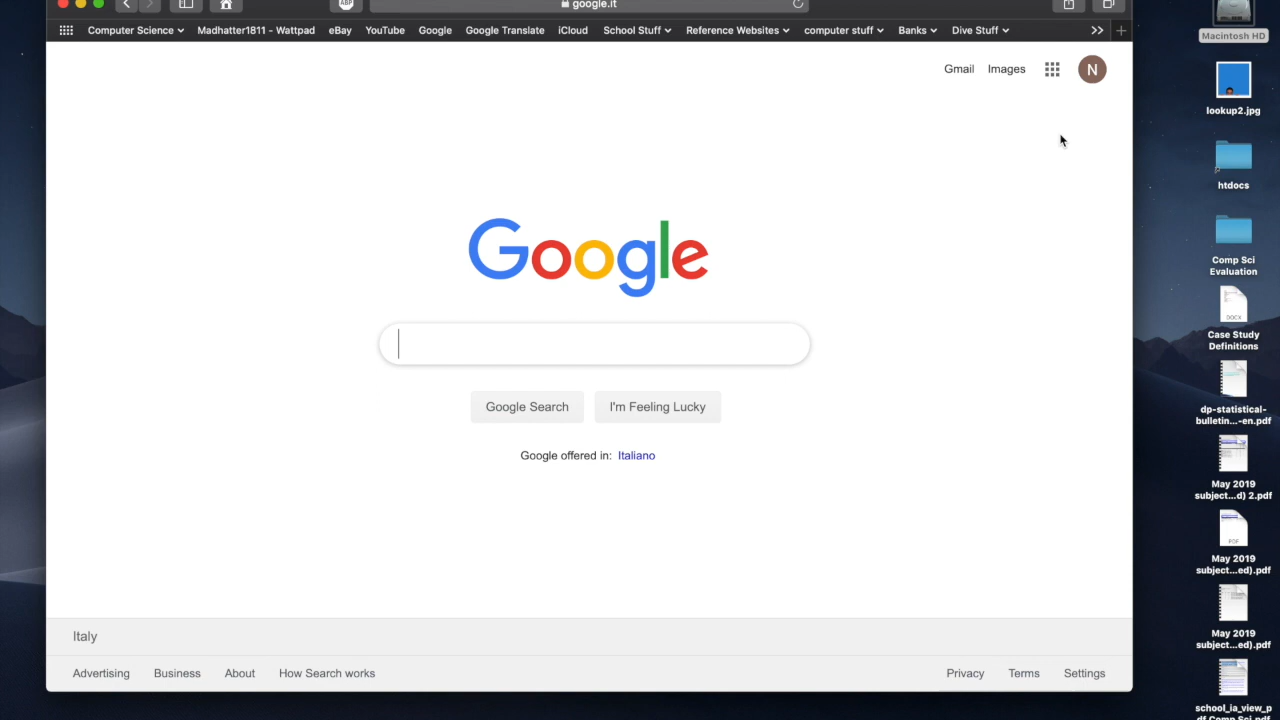 ABP
google.it
Computer Science
Madhatter1811 - Wattpad
eBay
YouTube
Google
Google Translate
iCloud
School Stuff
Reference Websites
computer stuff
Banks
Dive Stuff
Gmail
Images
N
Google
Google Search
I'm Feeling Lucky
Google offered in: Italiano
Italy
Advertising
Business
About
How Search works
Privacy
Terms
Settings
Macintosh HD
lookup2.jpg
htdocs
Comp Sci
Evaluation
DOCX
Case Study
Definitions
dp-statistical-
bulletin...-en.pdf
May 2019
subject...d) 2.pdf
PDF
May 2019
subject...ed).pdf
May 2019
subject...ed).pdf
school_ia_view_p
df Comp Sci.pdf